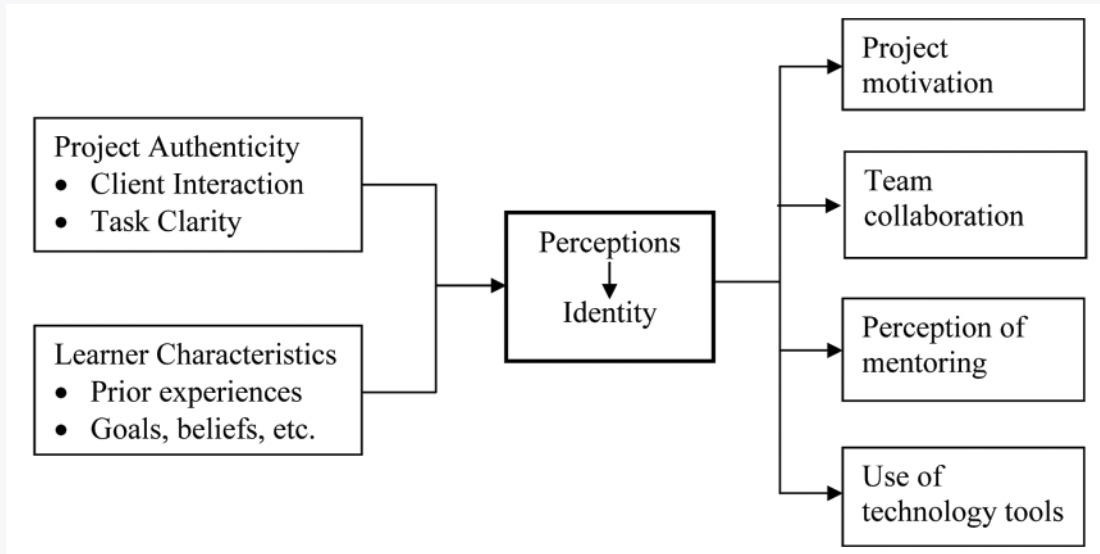 Project Authenticity
• Client Interaction
• Task Clarity
Learner Characteristics
• Prior experiences
• Goals, beliefs, etc.
Perceptions
Identity
Project
motivation
Team
collaboration
Perception of
mentoring
Use of
technology tools